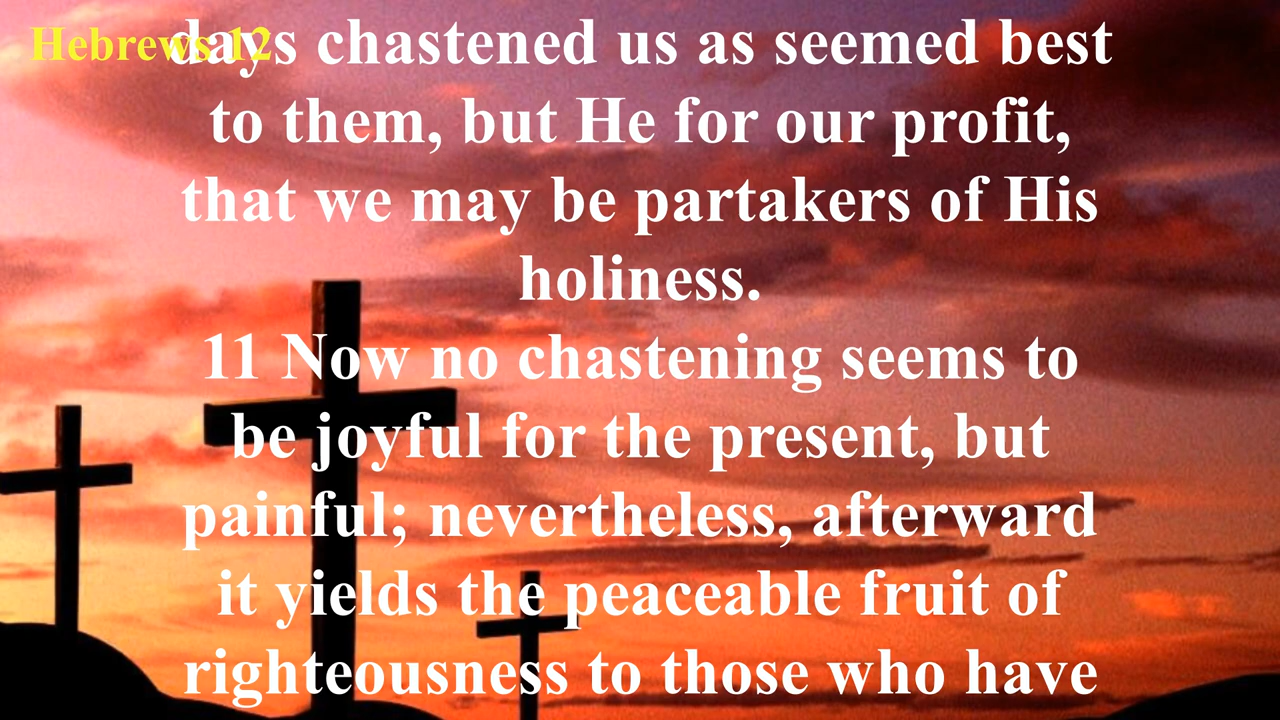 Hebrews 12
days chastened us as seemed best
to them, but He for our profit,
that we may be partakers of His
holiness.
11 Now no chastening seems to
be joyful for the present, but
painful; nevertheless, afterward
it yields the peaceable fruit of
righteousness to those who have